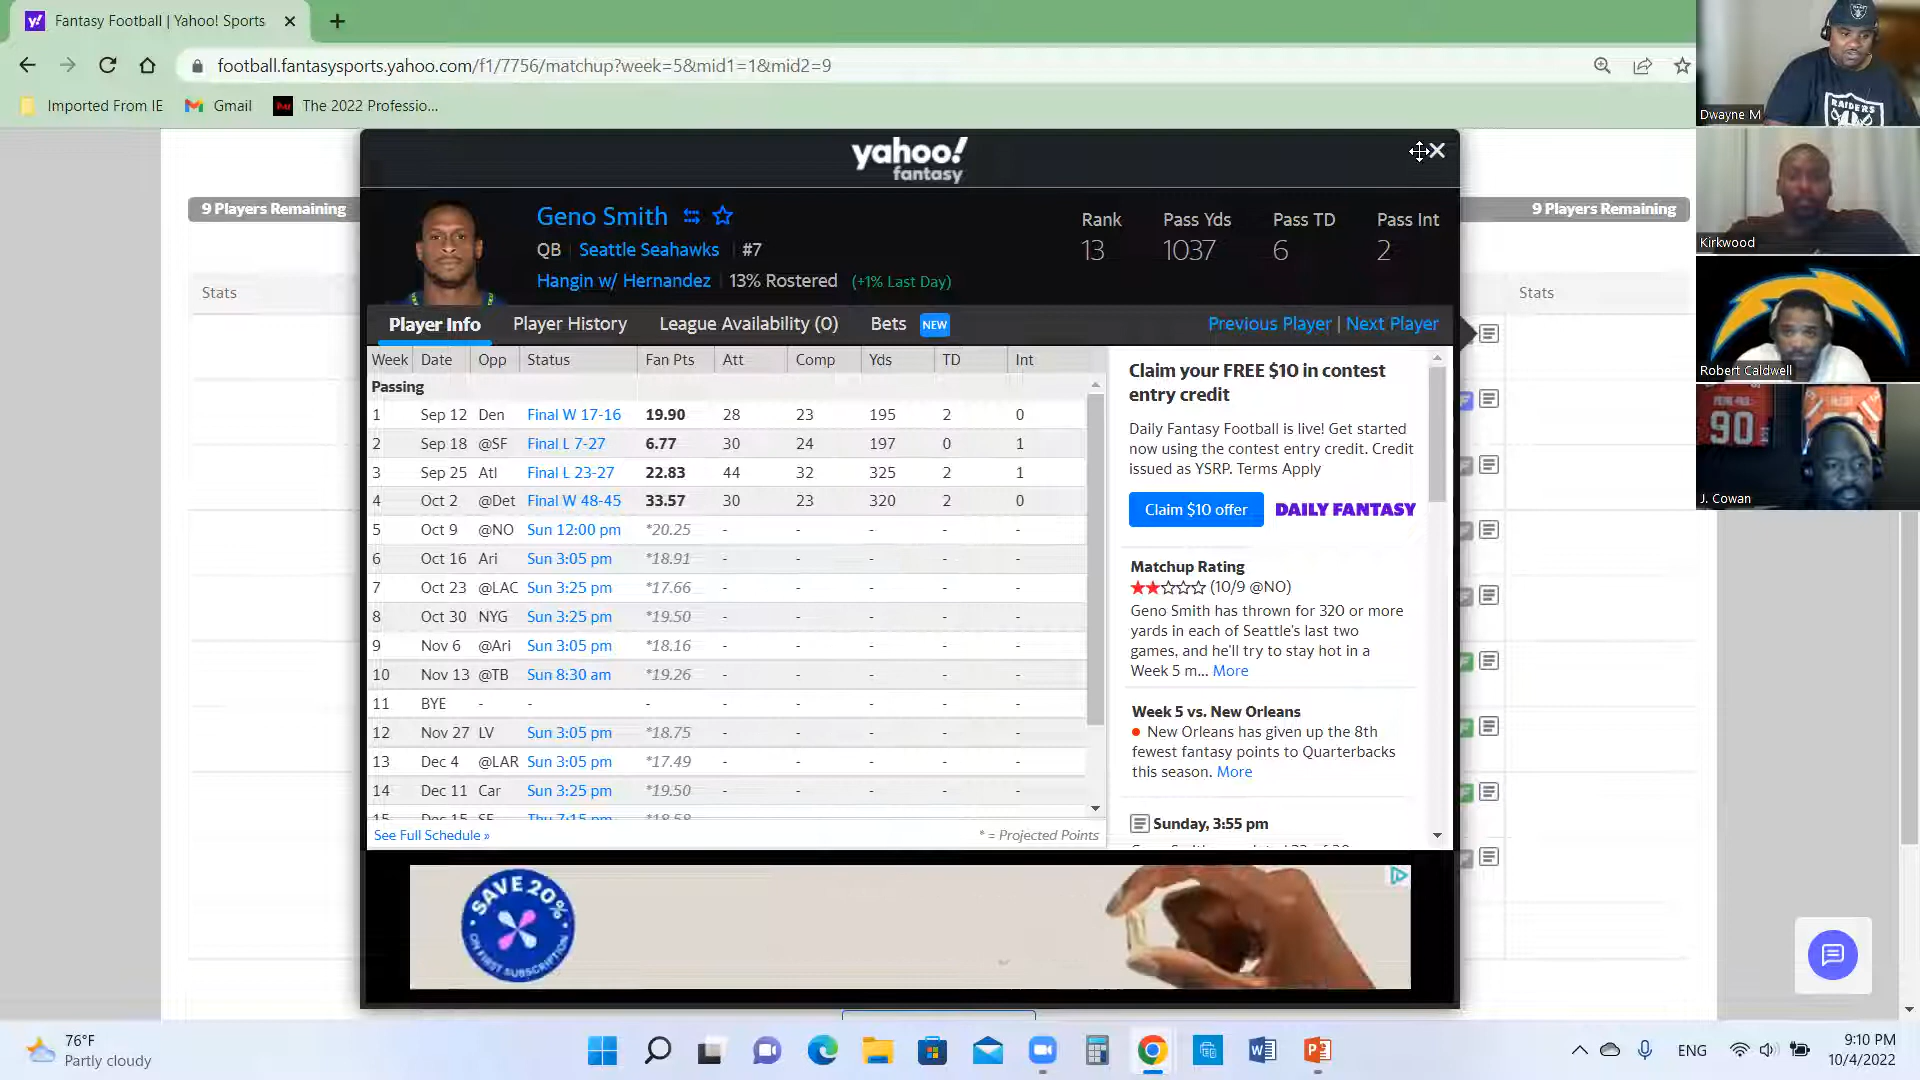 Fantasy Football | Yahoo! Sports
football.fantasysports.yahoo.com/f1/7756/matchup?week=5&mid1=1&mid2=9
Imported From IE Gmail The 2022 Professio...
Dwayne M
Kirkwood
Robert Caldwell
J. Cowan
RAIDERS
90
yahoo!
fantasy
9 Players Remaining
9 Players Remaining
Geno Smith
QB Seattle Seahawks #7
Hangin w/ Hernandez 13% Rostered (+1% Last Day)
Rank Pass Yds Pass TD Pass Int
13 1037 6 2
Stats
Stats
Player Info Player History League Availability (0) Bets NEW Previous Player | Next Player
Week Date Opp Status Fan Pts Att Comp Yds TD Int
Passing
1 Sep 12 Den Final W 17-16 19.90 28 23 195 2 0
2 Sep 18 @SF Final L 7-27 6.77 30 24 197 0 1
3 Sep 25 Atl Final L 23-27 22.83 44 32 325 2 1
4 Oct 2 @Det Final W 48-45 33.57 30 23 320 2 0
5 Oct 9 @NO Sun 12:00 pm *20.25 - - - - -
6 Oct 16 Ari Sun 3:05 pm *18.91 - - - - -
7 Oct 23 @LAC Sun 3:25 pm *17.66 - - - - -
8 Oct 30 NYG Sun 3:25 pm *19.50 - - - - -
9 Nov 6 @Ari Sun 3:05 pm *18.16 - - - - -
10 Nov 13 @TB Sun 8:30 am *19.26 - - - - -
11 BYE - - - - - - - -
12 Nov 27 LV Sun 3:05 pm *18.75 - - - - -
13 Dec 4 @LAR Sun 3:05 pm *17.49 - - - - -
14 Dec 11 Car Sun 3:25 pm *19.50 - - - - -
15 Dec 15 SF Thu 7:15 pm *18.58
See Full Schedule » * = Projected Points
Claim your FREE $10 in contest
entry credit
Daily Fantasy Football is live! Get started
now using the contest entry credit. Credit
issued as YSRP. Terms Apply
Claim $10 offer DAILY FANTASY
Matchup Rating
(10/9 @NO)
Geno Smith has thrown for 320 or more
yards in each of Seattle's last two
games, and he'll try to stay hot in a
Week 5 m... More
Week 5 vs. New Orleans
New Orleans has given up the 8th
fewest fantasy points to Quarterbacks
this season. More
Sunday, 3:55 pm
SAVE 20%
ON FIRST SUBSCRIPTION
76°F
Partly cloudy
ENG
9:10 PM
10/4/2022